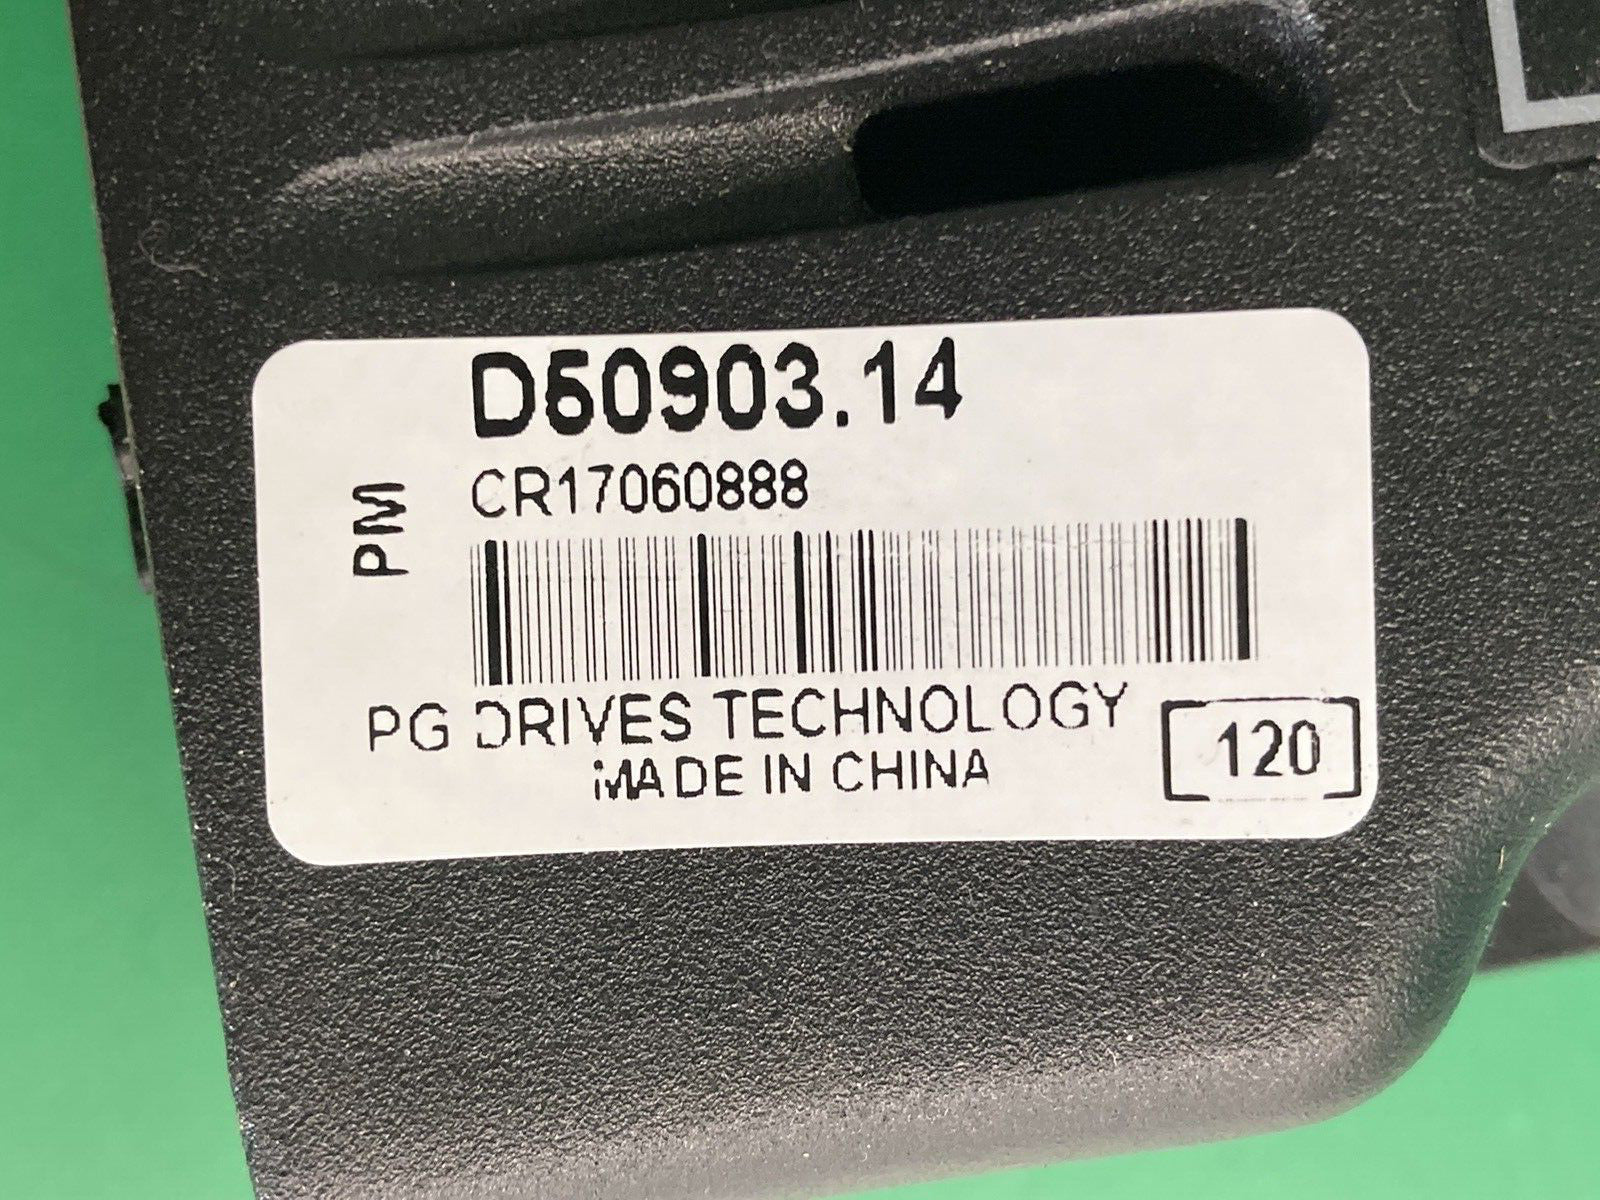 D50903.14
CR17060888
PM
PG DRIVES TECHNOLOGY
MADE IN CHINA
120